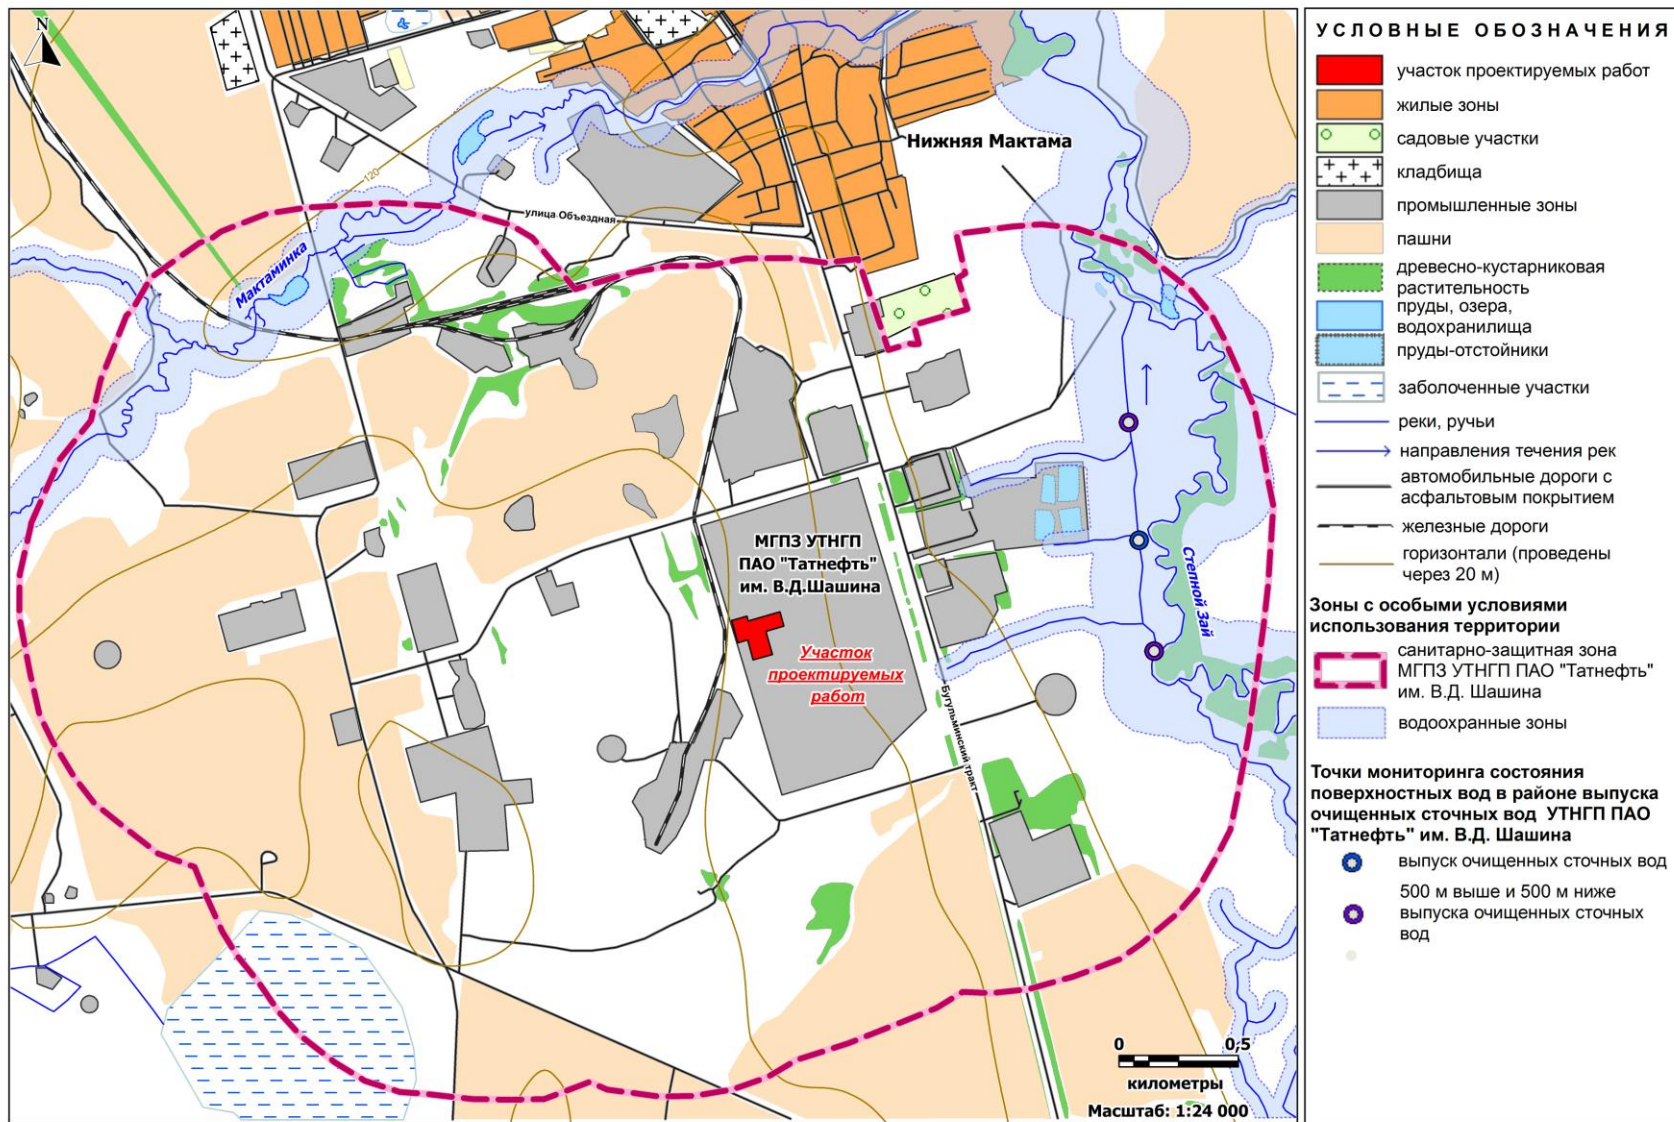 N
120
улица Объездная
Мактаминка
Нижняя Мактама
МГПЗ УТНГП
ПАО "Татнефть"
им. В.Д.Шашина
Участок
проектируемых
работ
Степной Зай
Бугульминский тракт
0 0,5
километры
Масштаб: 1:24 000
УСЛОВНЫЕ ОБОЗНАЧЕНИЯ
участок проектируемых работ
жилые зоны
садовые участки
кладбища
промышленные зоны
пашни
древесно-кустарниковая
растительность
пруды, озера,
водохранилища
пруды-отстойники
заболоченные участки
реки, ручьи
направления течения рек
автомобильные дороги с
асфальтовым покрытием
железные дороги
горизонтали (проведены
через 20 м)
Зоны с особыми условиями
использования территории
санитарно-защитная зона
МГПЗ УТНГП ПАО "Татнефть"
им. В.Д. Шашина
водоохранные зоны
Точки мониторинга состояния
поверхностных вод в районе выпуска
очищенных сточных вод УТНГП ПАО
"Татнефть" им. В.Д. Шашина
выпуск очищенных сточных вод
500 м выше и 500 м ниже
выпуска очищенных сточных
вод